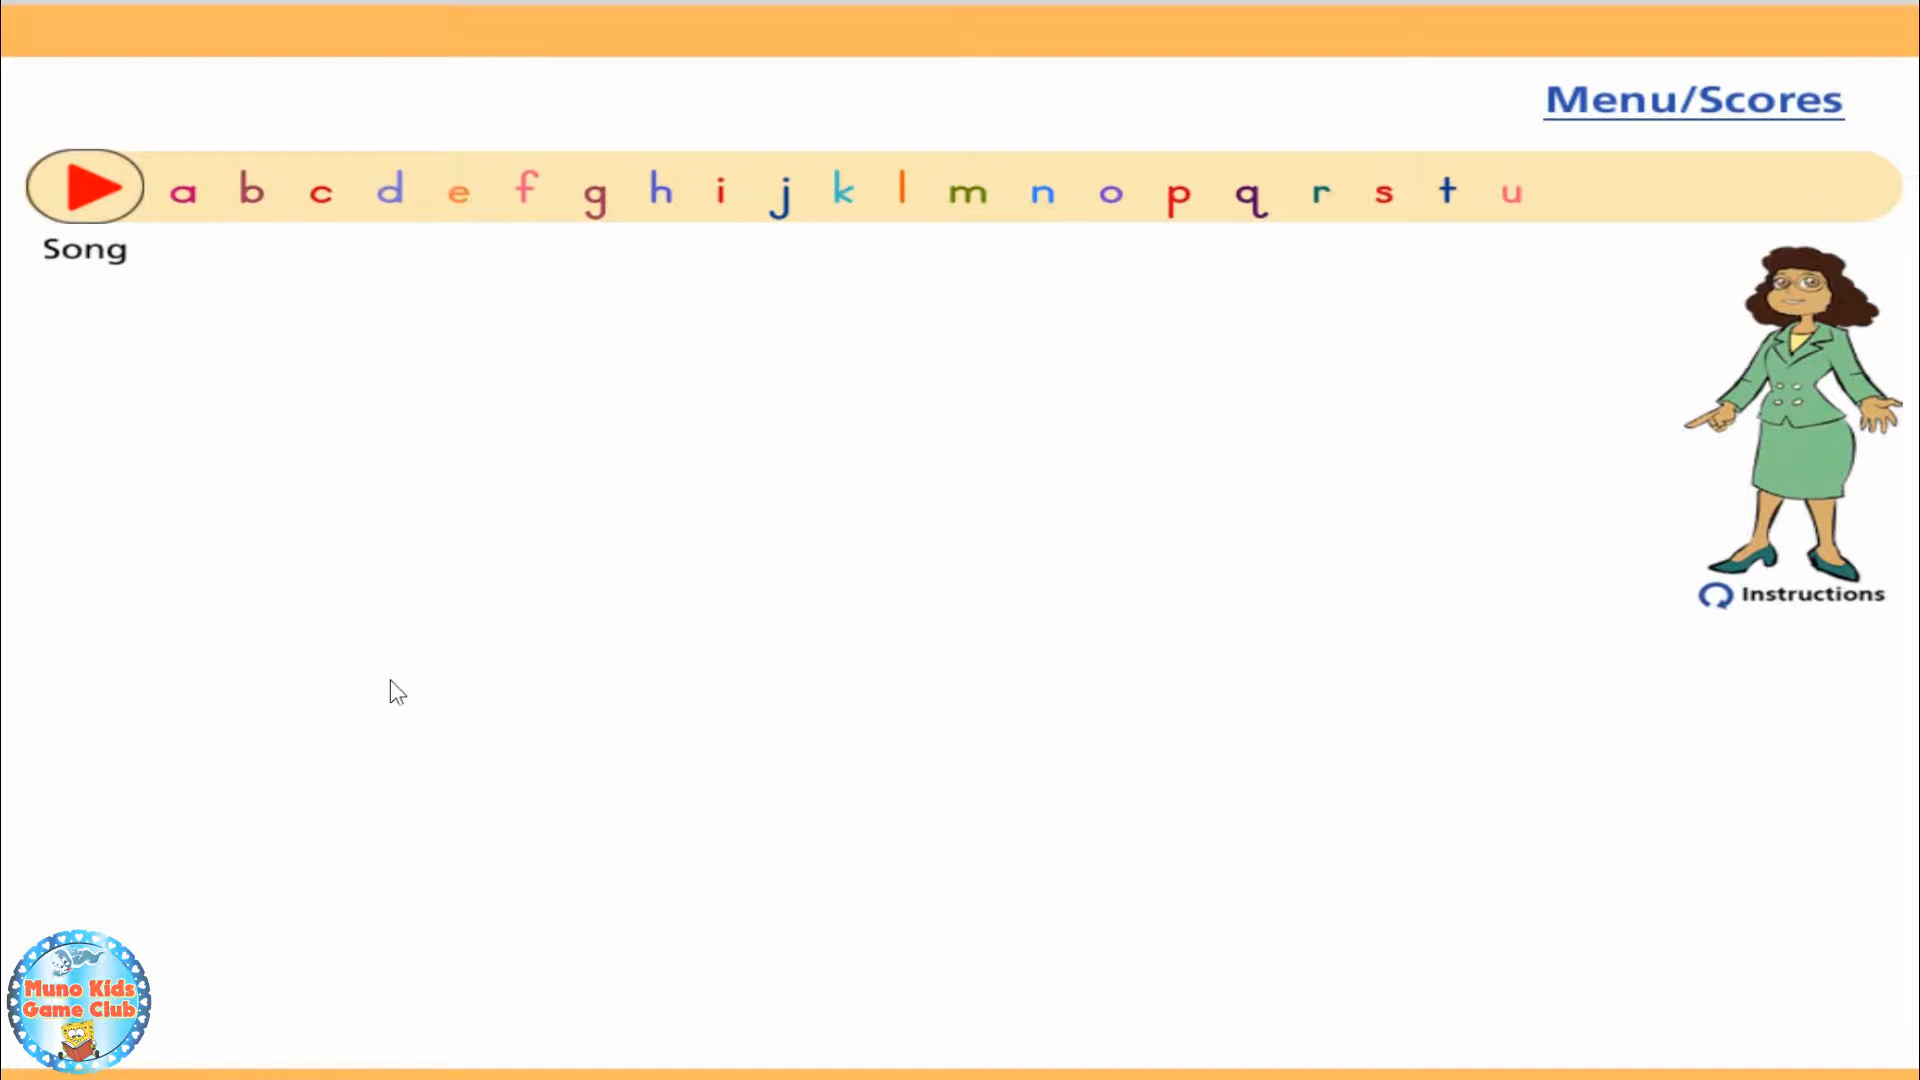 Menu/Scores
a b c d e f g h i j k l m n o p q r s t u
Song
Instructions
Muno Kids
Game Club